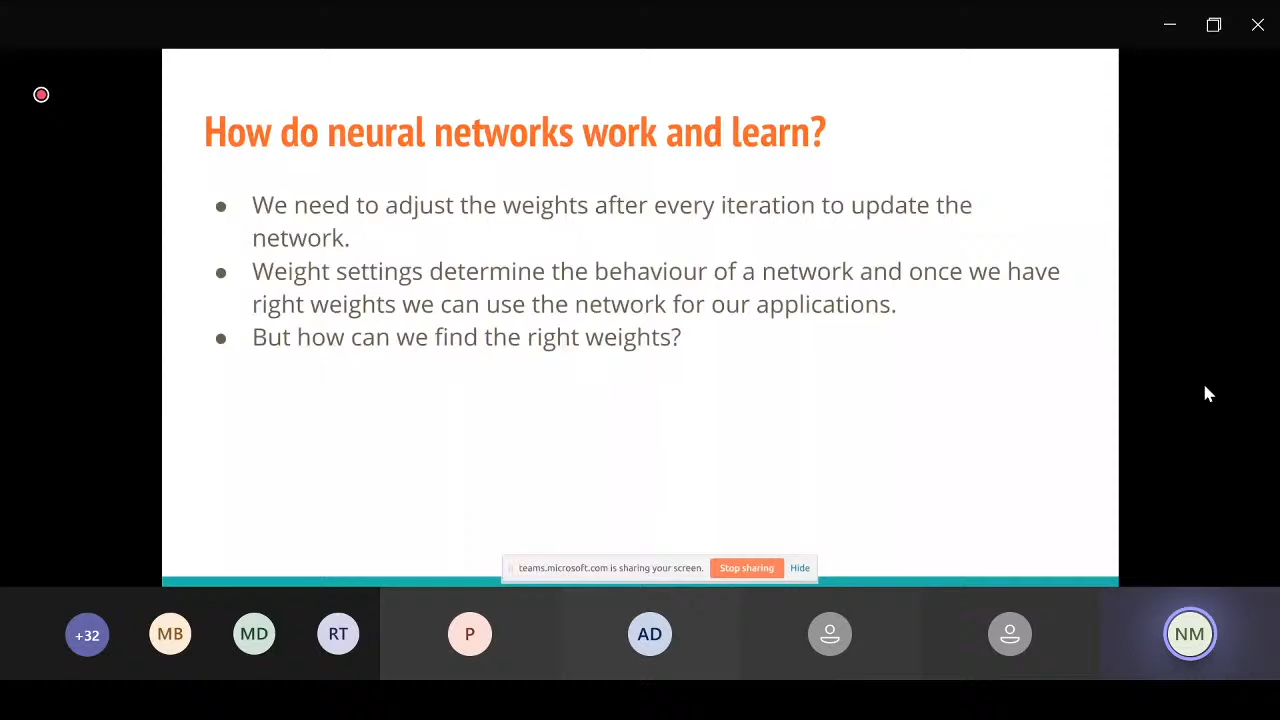 How do neural networks work and learn?
● We need to adjust the weights after every iteration to update the
network.
● Weight settings determine the behaviour of a network and once we have
right weights we can use the network for our applications.
● But how can we find the right weights?
teams.microsoft.com is sharing your screen. Stop sharing Hide
+32 MB MD RT P AD NM